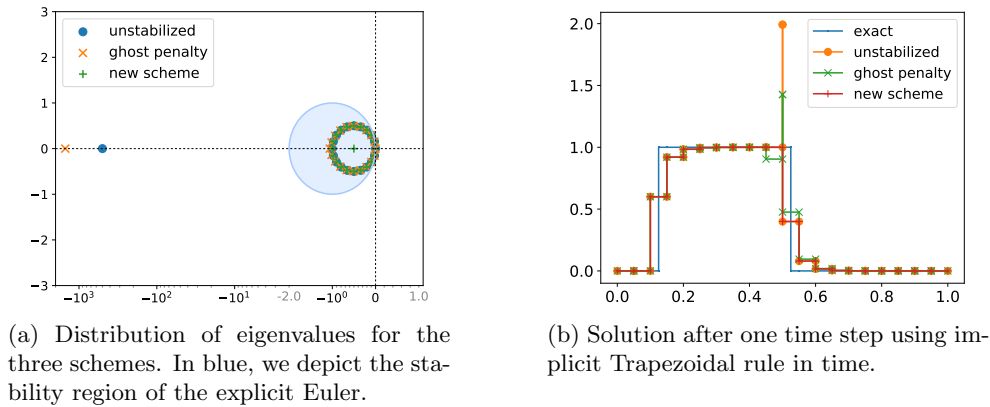 3
2
1
0
−1
−2
−3
unstabilized
ghost penalty
new scheme
−10³ −10² −10¹ -2.0 −10⁰ 0 1.0
2.0
1.5
1.0
0.5
0.0
exact
unstabilized
ghost penalty
new scheme
0.0 0.2 0.4 0.6 0.8 1.0
(a) Distribution of eigenvalues for the
three schemes. In blue, we depict the sta-
bility region of the explicit Euler.
(b) Solution after one time step using im-
plicit Trapezoidal rule in time.